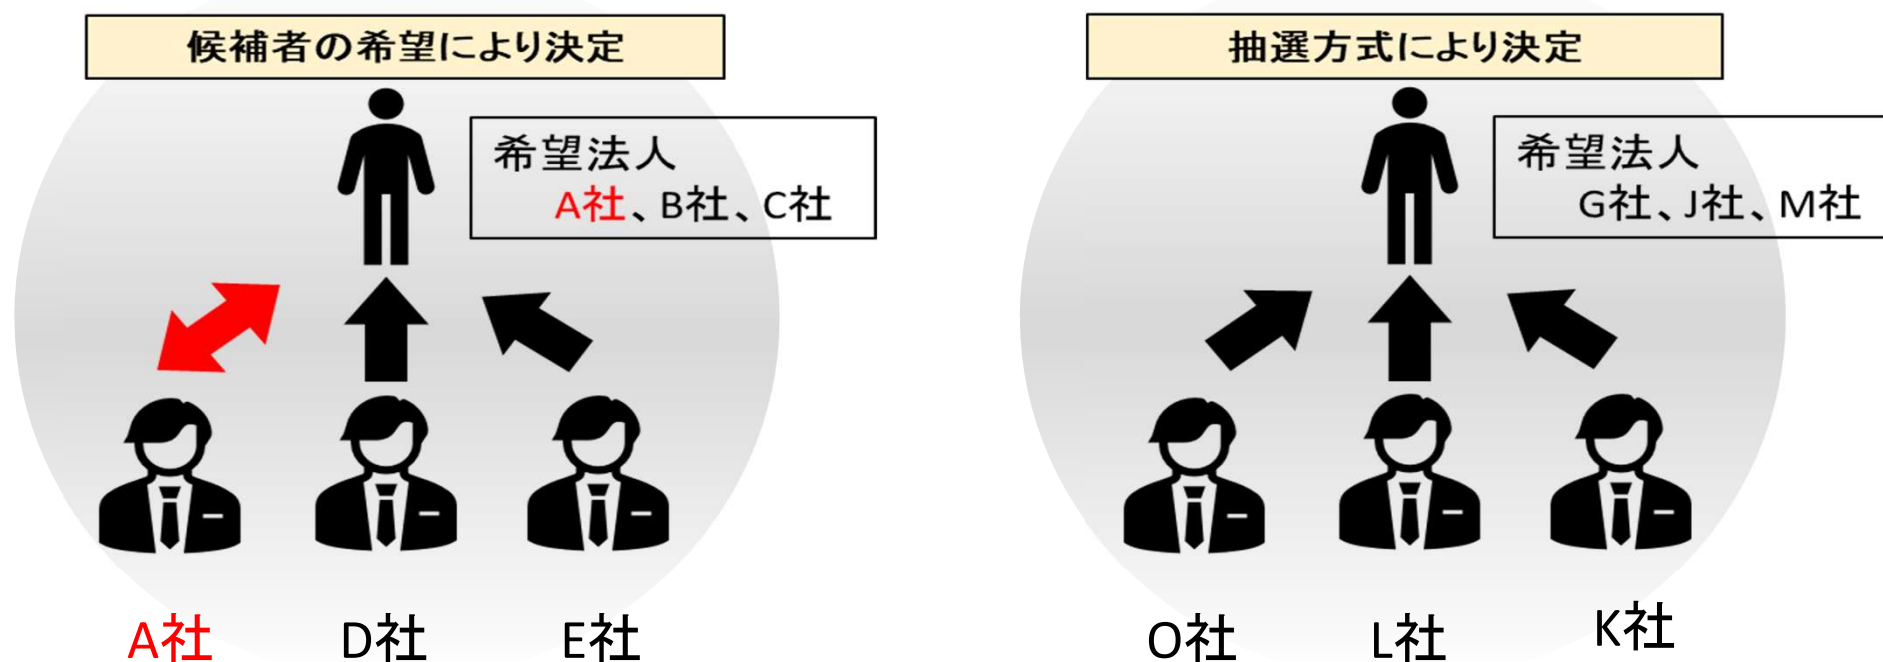 候補者の希望により決定
希望法人
A社、B社、C社
A社
D社
E社
抽選方式により決定
希望法人
G社、J社、M社
O社
L社
K社